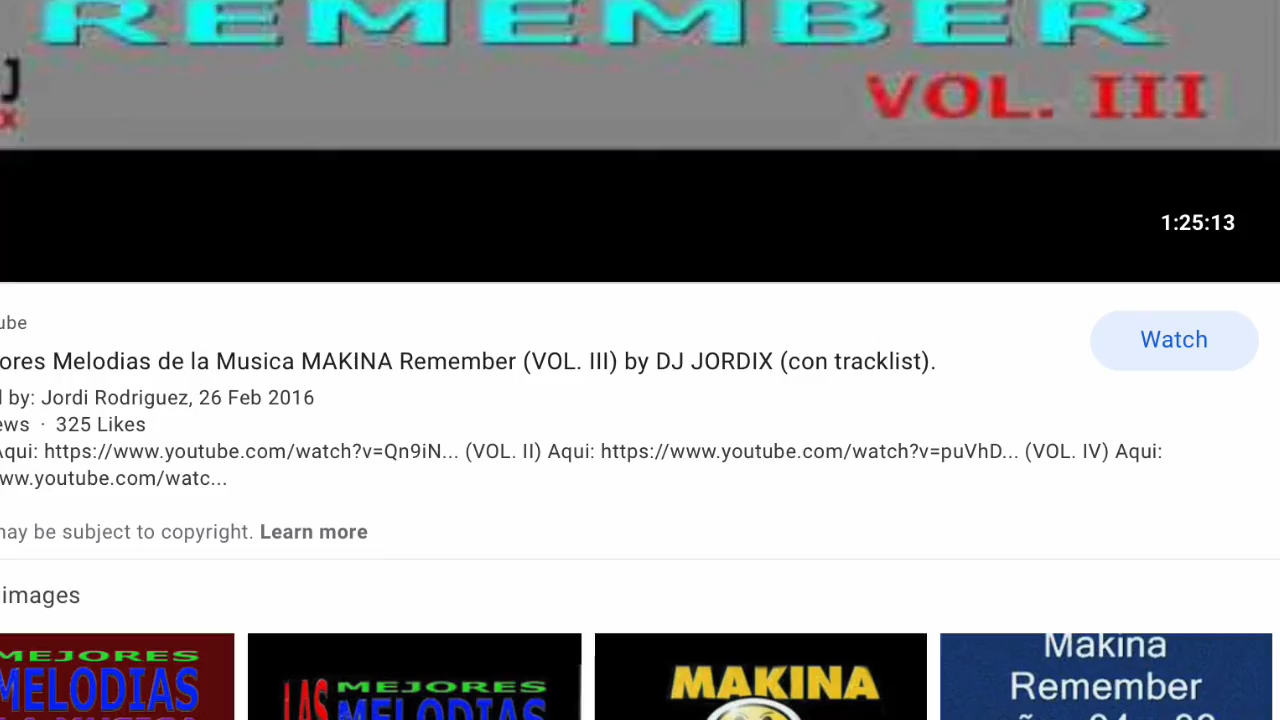 REMEMBER
J
X
VOL. III
1:25:13
ube
Watch
ores Melodias de la Musica MAKINA Remember (VOL. III) by DJ JORDIX (con tracklist).
d by: Jordi Rodriguez, 26 Feb 2016
ews · 325 Likes
Aqui: https://www.youtube.com/watch?v=Qn9iN... (VOL. II) Aqui: https://www.youtube.com/watch?v=puVhD... (VOL. IV) Aqui:
ww.youtube.com/watc...
may be subject to copyright. Learn more
images
MEJORES
MELODIAS
LA MUSICA
LAS MEJORES
MELODIAS
MAKINA
Makina
Remember